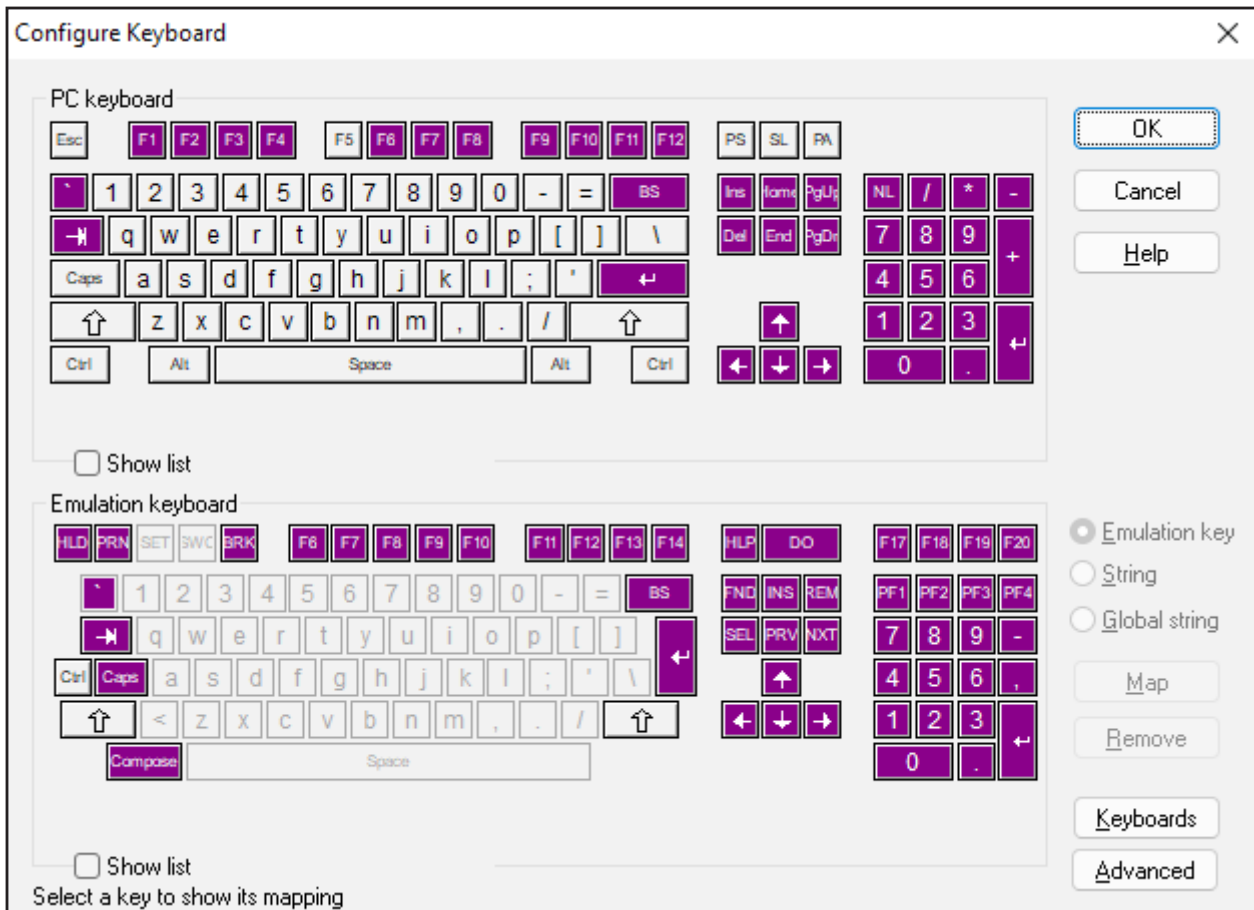 Configure Keyboard
PC keyboard
Esc F1 F2 F3 F4 F5 F6 F7 F8 F9 F10 F11 F12 PS SL PA
` 1 2 3 4 5 6 7 8 9 0 - = BS Ins Home PgUp NL / * -
q w e r t y u i o p [ ] \ Del End PgDn 7 8 9 +
Caps a s d f g h j k l ; ' 4 5 6
z x c v b n m , . / 1 2 3
Ctrl Alt Space Alt Ctrl 0 .
Show list
OK
Cancel
Help
Emulation keyboard
HLD PRN SET SWC BRK F6 F7 F8 F9 F10 F11 F12 F13 F14 HLP DO F17 F18 F19 F20
` 1 2 3 4 5 6 7 8 9 0 - = BS FND INS REM PF1 PF2 PF3 PF4
q w e r t y u i o p [ ] SEL PRV NXT 7 8 9 -
Ctrl Caps a s d f g h j k l ; ' \ 4 5 6 ,
< z x c v b n m , . / 1 2 3
Compose Space 0 .
Show list
Select a key to show its mapping
Emulation key
String
Global string
Map
Remove
Keyboards
Advanced